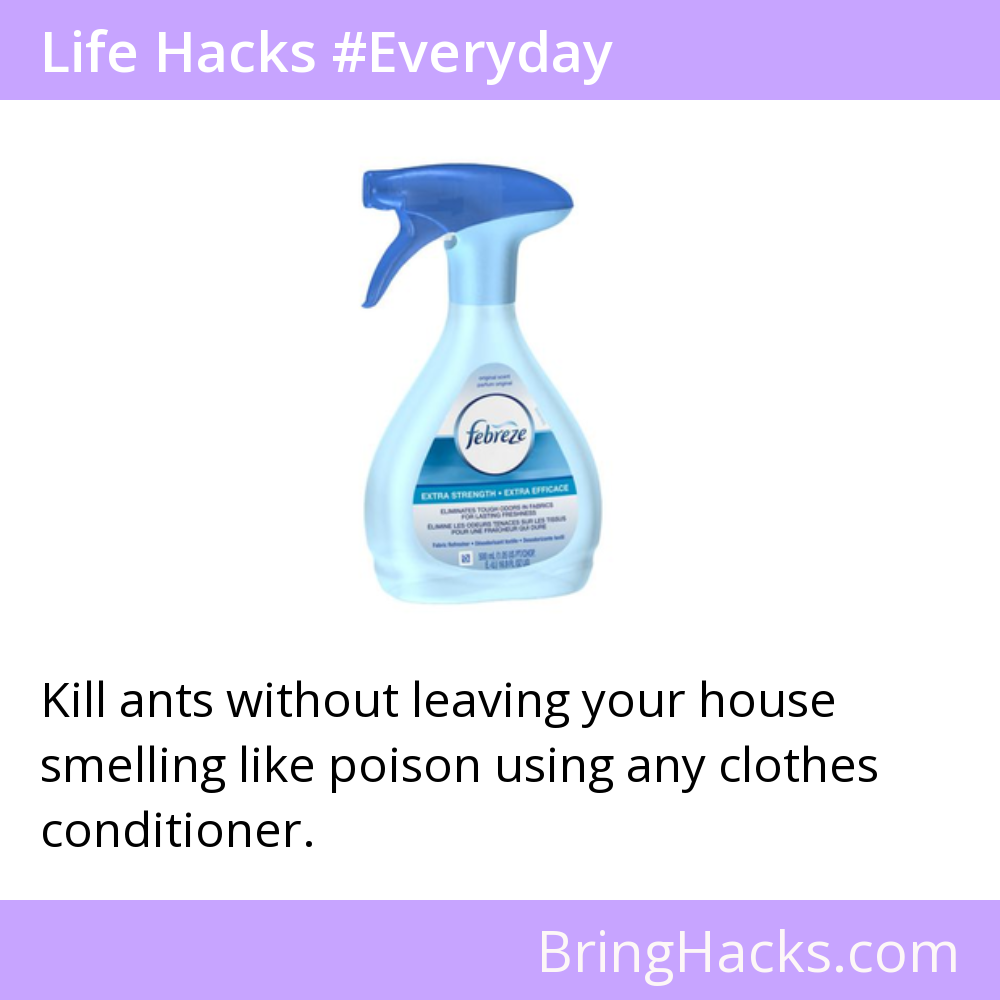 Life Hacks #Everyday
original scent
parfum original
febreze
EXTRA STRENGTH • EXTRA EFFICACE
ELIMINATES TOUGH ODORS IN FABRICS
FOR LASTING FRESHNESS
ÉLIMINE LES ODEURS TENACES SUR LES TISSUS
POUR UNE FRAÎCHEUR QUI DURE
Fabric Refresher • Désodorisant textile •
Kill ants without leaving your house
smelling like poison using any clothes
conditioner.
BringHacks.com